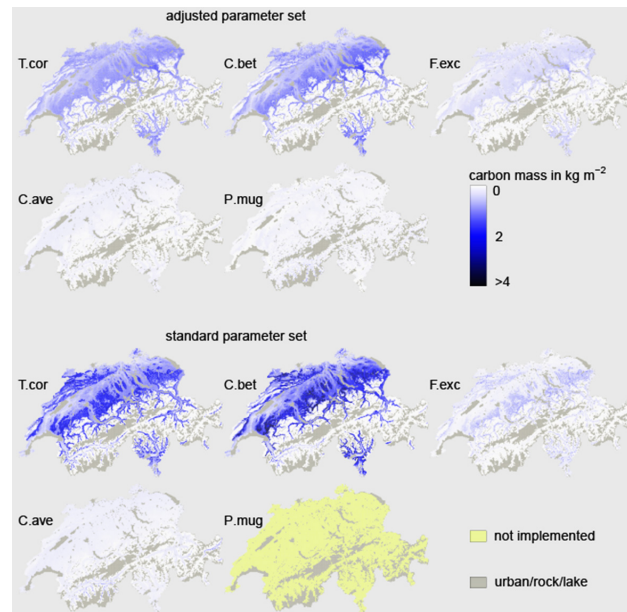 adjusted parameter set
T.cor
C.bet
F.exc
C.ave
P.mug
carbon mass in kg m⁻²
0
2
>4
standard parameter set
T.cor
C.bet
F.exc
C.ave
P.mug
not implemented
urban/rock/lake